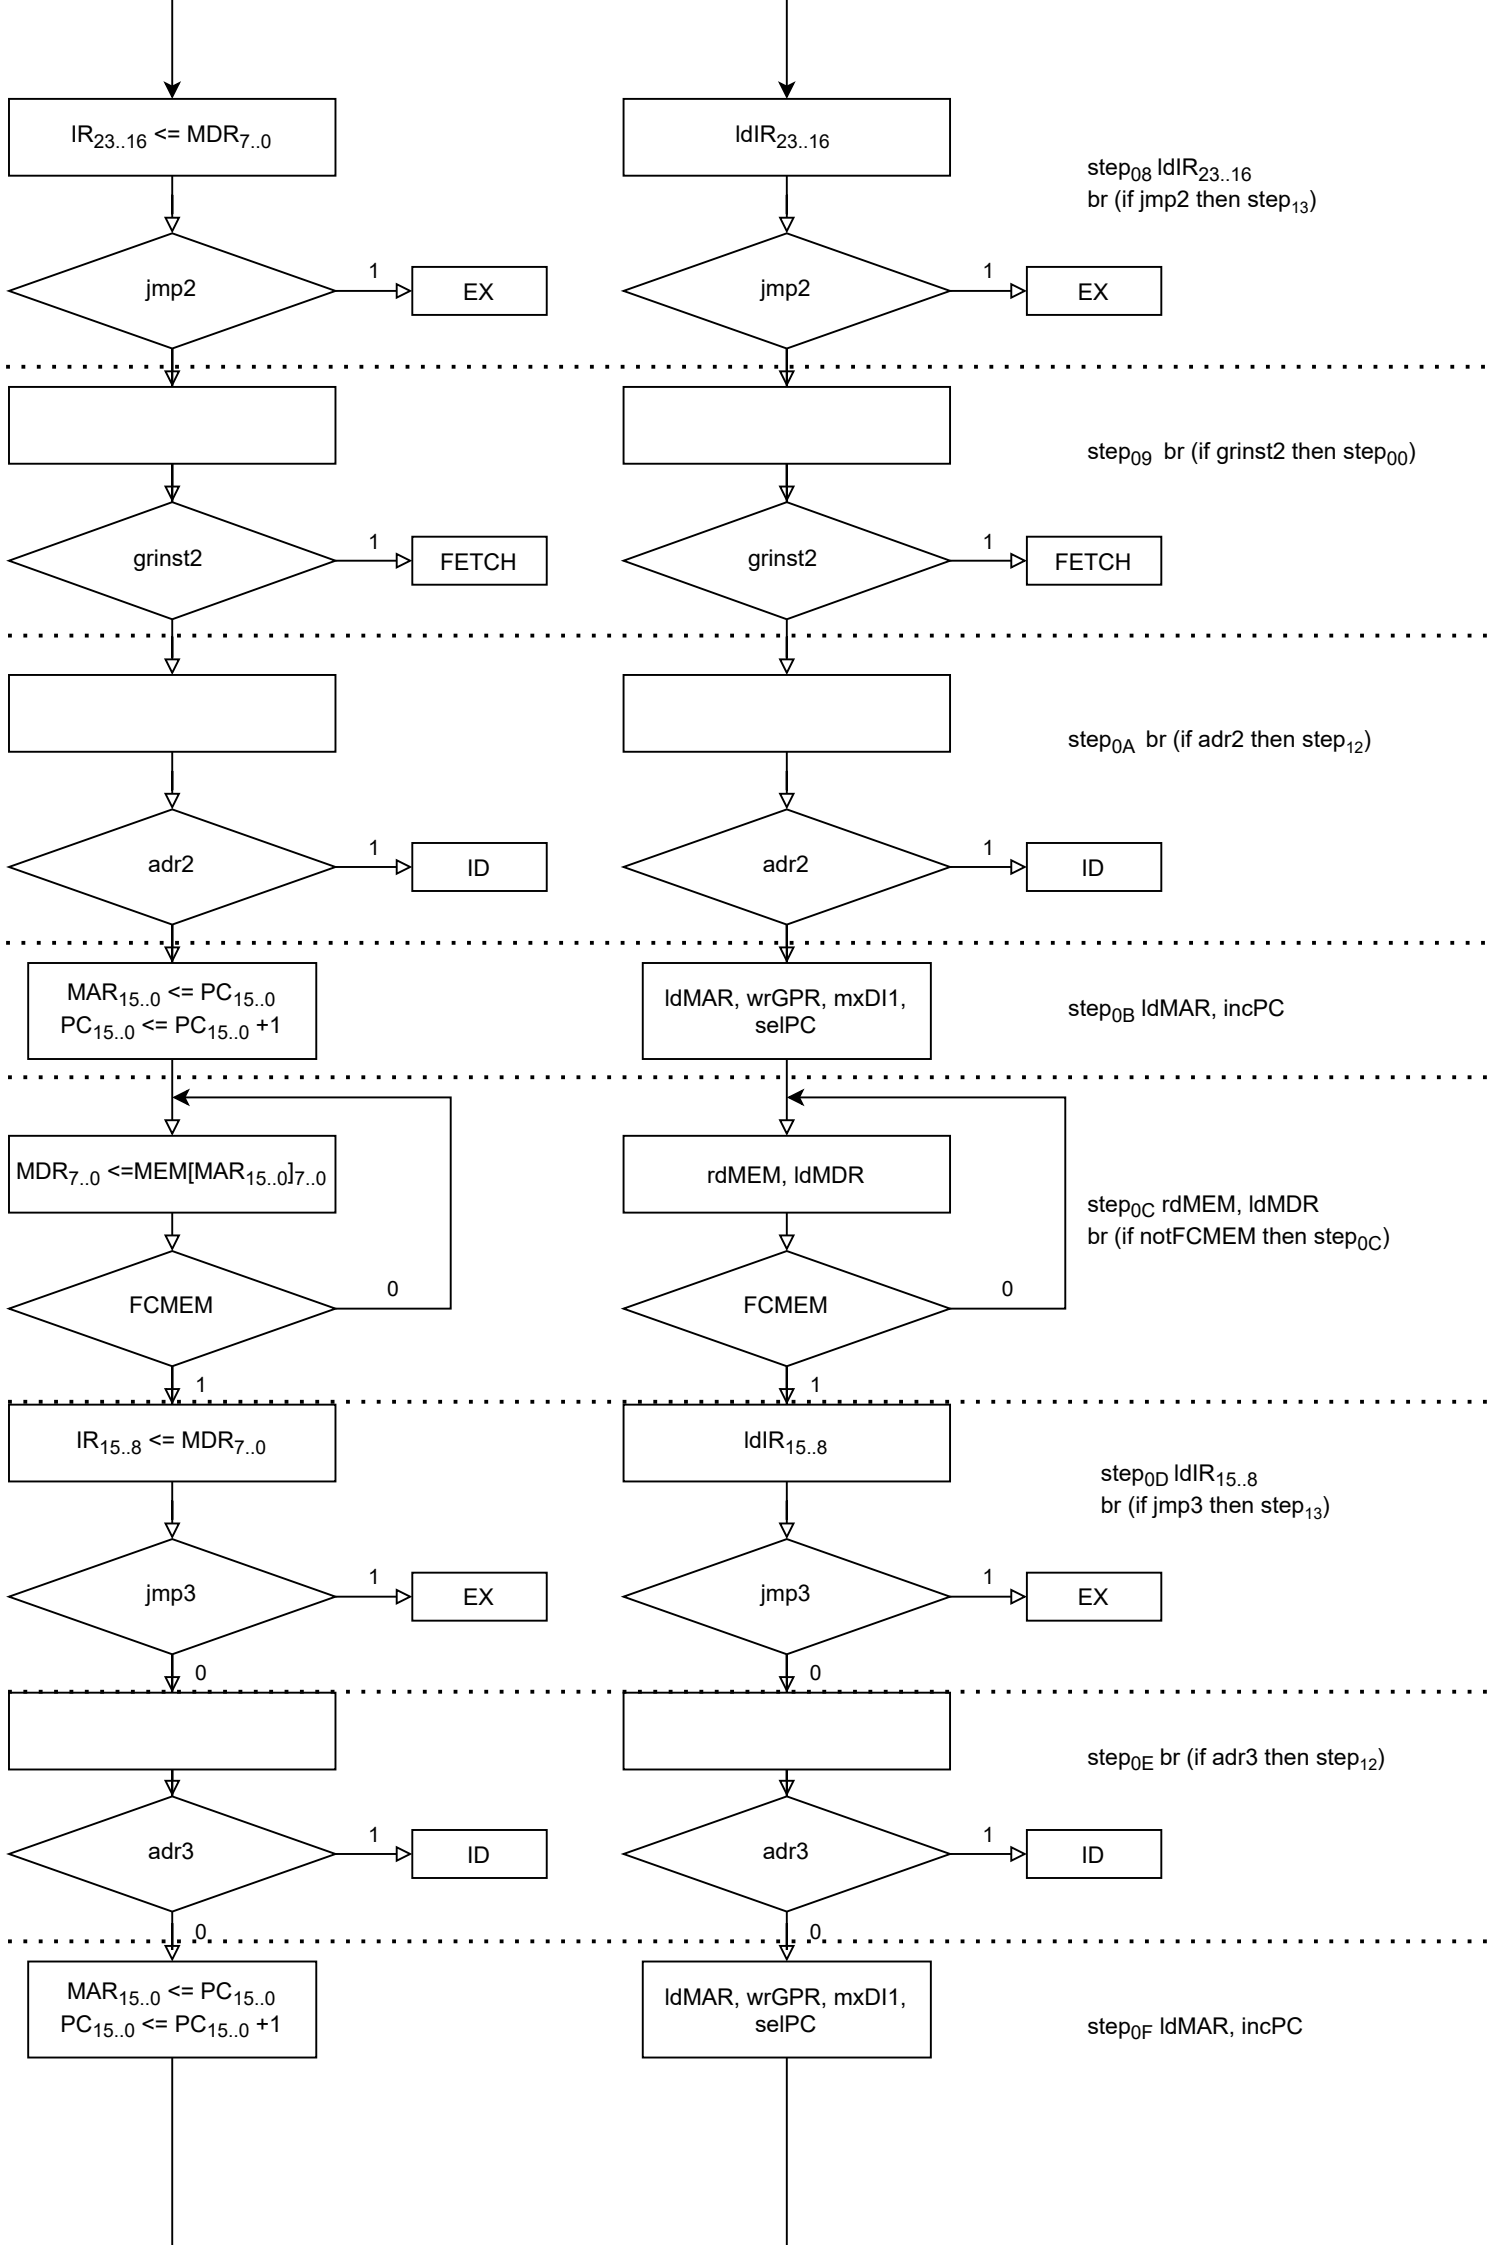 IR23..16 <= MDR7..0
ldIR23..16
step08 ldIR23..16
br (if jmp2 then step13)
jmp2
1
EX
jmp2
1
EX
step09 br (if grinst2 then step00)
grinst2
1
FETCH
grinst2
1
FETCH
step0A br (if adr2 then step12)
adr2
1
ID
adr2
1
ID
MAR15..0 <= PC15..0
PC15..0 <= PC15..0 +1
ldMAR, wrGPR, mxDI1,
selPC
step0B ldMAR, incPC
MDR7..0 <=MEM[MAR15..0]7..0
rdMEM, ldMDR
step0C rdMEM, ldMDR
br (if notFCMEM then step0C)
FCMEM
0
1
FCMEM
0
1
IR15..8 <= MDR7..0
ldIR15..8
step0D ldIR15..8
br (if jmp3 then step13)
jmp3
1
EX
0
jmp3
1
EX
0
step0E br (if adr3 then step12)
adr3
1
ID
0
adr3
1
ID
0
MAR15..0 <= PC15..0
PC15..0 <= PC15..0 +1
ldMAR, wrGPR, mxDI1,
selPC
step0F ldMAR, incPC